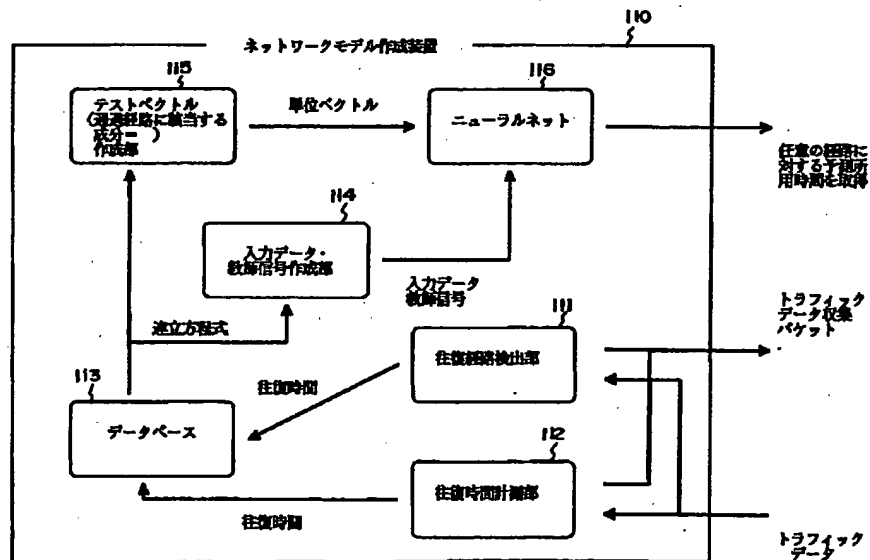 110
ネットワークモデル作成装置
115
テストベクトル
(通過経路に該当する
成分=
)
作成部
単位ベクトル
116
ニューラルネット
任意の経路に
対する予測所
用時間を取得
114
入力データ・
教師信号作成部
入力データ
教師信号
連立方程式
111
往復経路検出部
トラフィック
データ収集
パケット
113
データベース
往復時間
112
往復時間計測部
往復時間
トラフィック
データ